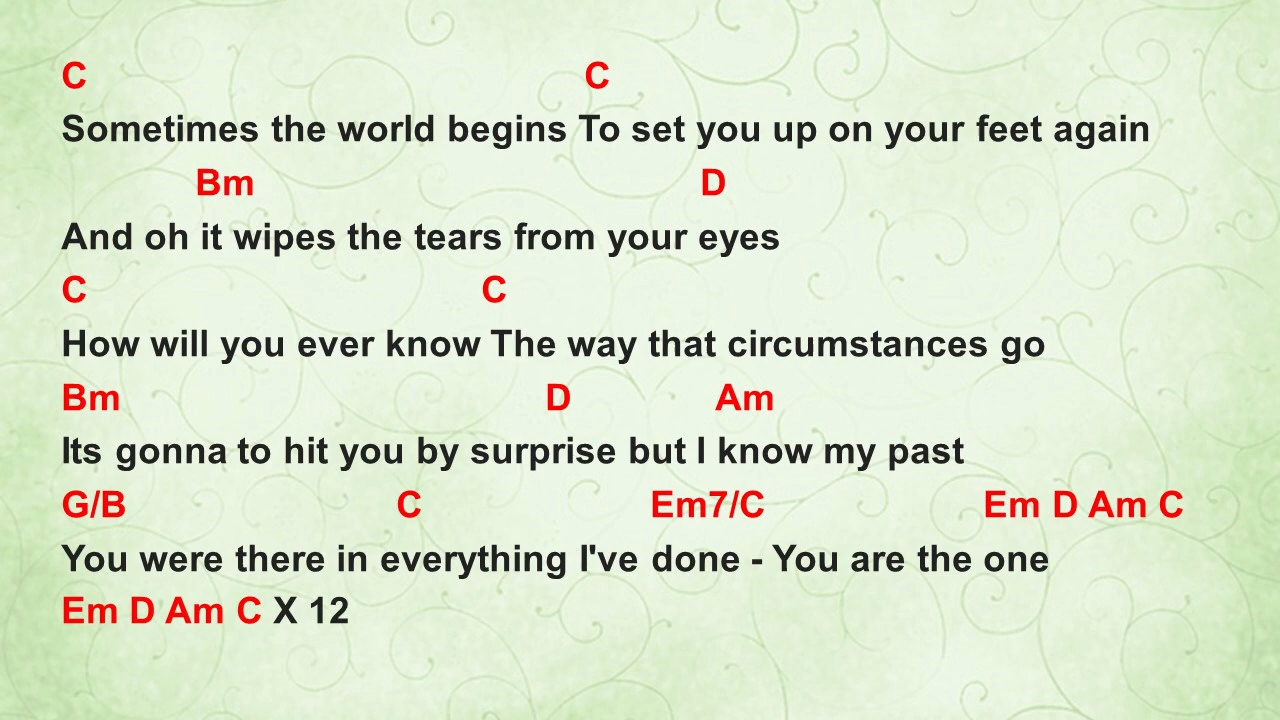 C C
Sometimes the world begins To set you up on your feet again
Bm D
And oh it wipes the tears from your eyes
C C
How will you ever know The way that circumstances go
Bm D Am
Its gonna to hit you by surprise but I know my past
G/B C Em7/C Em D Am C
You were there in everything I've done - You are the one
Em D Am C X 12